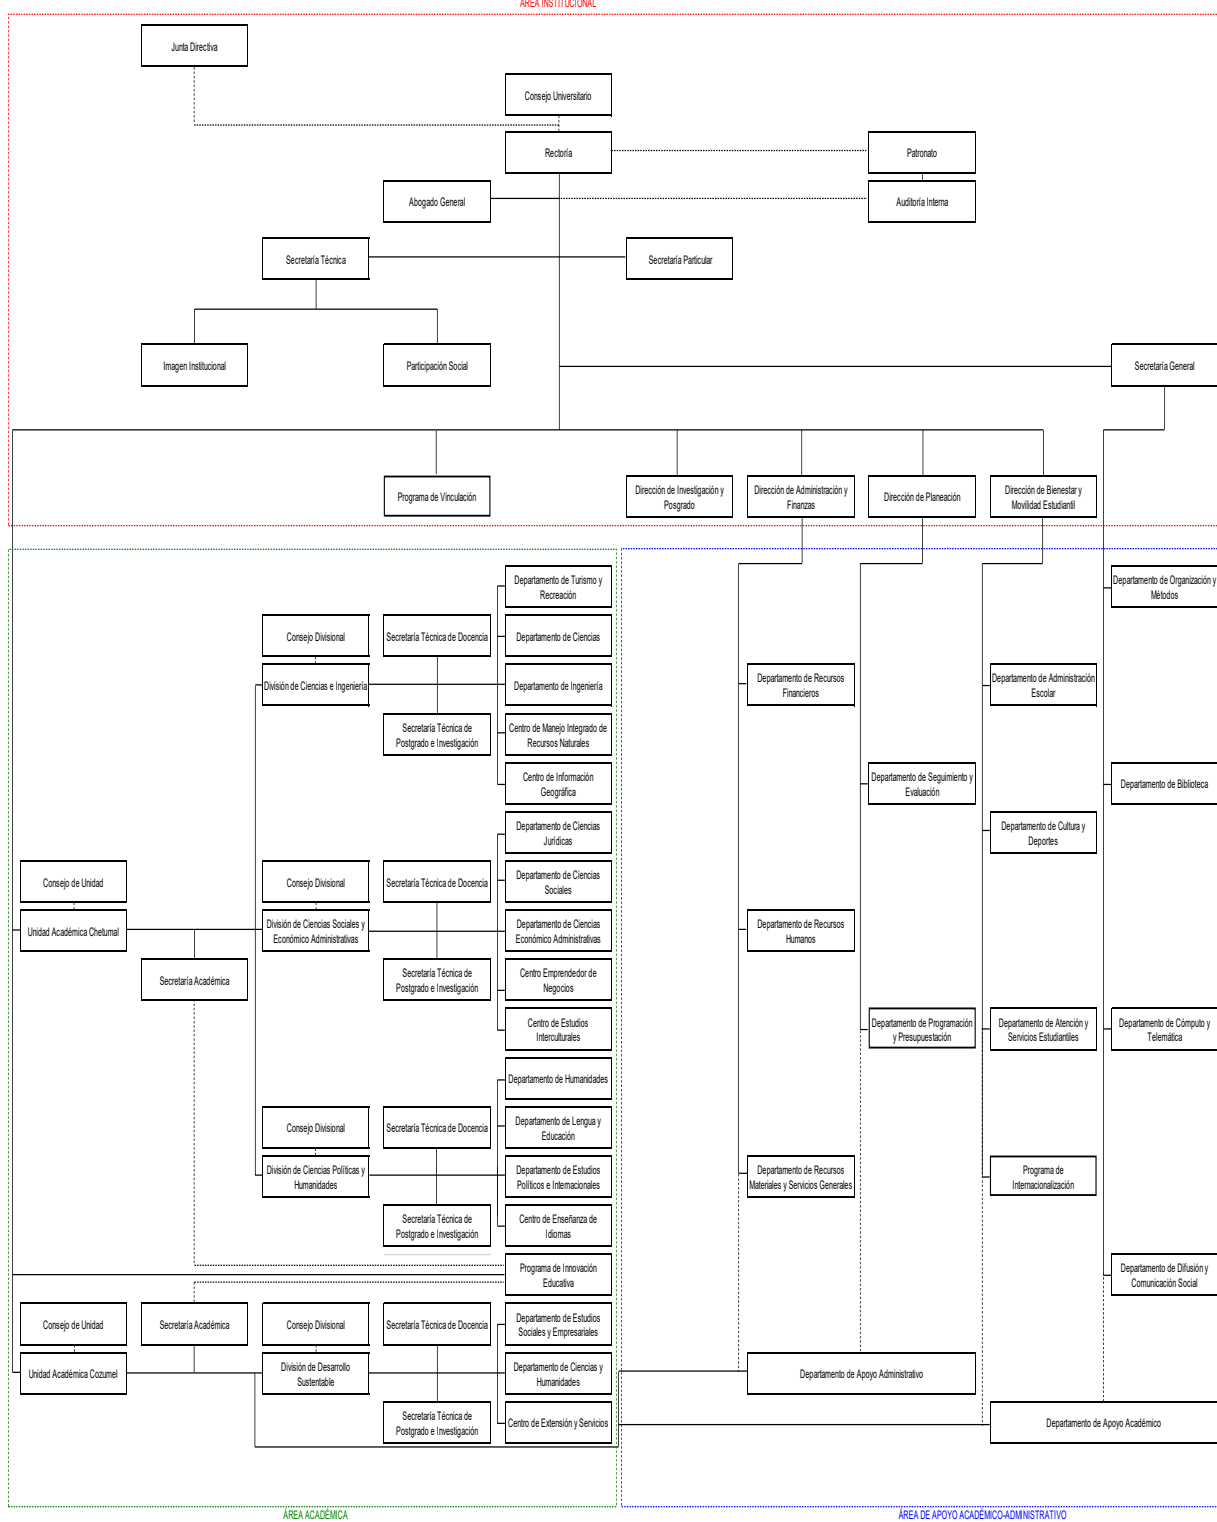 ÁREA INSTITUCIONAL
Junta Directiva
Consejo Universitario
Rectoría
Patronato
Abogado General
Auditoría Interna
Secretaría Técnica
Secretaría Particular
Imagen Institucional
Participación Social
Secretaría General
Programa de Vinculación
Dirección de Investigación y
Posgrado
Dirección de Administración y
Finanzas
Dirección de Planeación
Dirección de Bienestar y
Movilidad Estudiantil
Departamento de Turismo y
Recreación
Departamento de Organización y
Métodos
Consejo Divisional
Secretaría Técnica de Docencia
Departamento de Ciencias
División de Ciencias e Ingeniería
Departamento de Ingeniería
Departamento de Recursos
Financieros
Departamento de Administración
Escolar
Secretaría Técnica de
Postgrado e Investigación
Centro de Manejo Integrado de
Recursos Naturales
Centro de Información
Geográfica
Departamento de Seguimiento y
Evaluación
Departamento de Biblioteca
Departamento de Ciencias
Jurídicas
Departamento de Cultura y
Deportes
Consejo de Unidad
Consejo Divisional
Secretaría Técnica de Docencia
Departamento de Ciencias
Sociales
Unidad Académica Chetumal
División de Ciencias Sociales y
Económico Administrativas
Departamento de Ciencias
Económico Administrativas
Departamento de Recursos
Humanos
Secretaría Académica
Secretaría Técnica de
Postgrado e Investigación
Centro Emprendedor de
Negocios
Centro de Estudios
Interculturales
Departamento de Programación
y Presupuestación
Departamento de Atención y
Servicios Estudiantiles
Departamento de Cómputo y
Telemática
Departamento de Humanidades
Consejo Divisional
Secretaría Técnica de Docencia
Departamento de Lengua y
Educación
División de Ciencias Políticas y
Humanidades
Departamento de Estudios
Políticos e Internacionales
Departamento de Recursos
Materiales y Servicios Generales
Programa de
Internacionalización
Secretaría Técnica de
Postgrado e Investigación
Centro de Enseñanza de
Idiomas
Programa de Innovación
Educativa
Departamento de Difusión y
Comunicación Social
Consejo de Unidad
Secretaría Académica
Consejo Divisional
Secretaría Técnica de Docencia
Departamento de Estudios
Sociales y Empresariales
Unidad Académica Cozumel
División de Desarrollo
Sustentable
Departamento de Ciencias y
Humanidades
Departamento de Apoyo Administrativo
Secretaría Técnica de
Postgrado e Investigación
Centro de Extensión y Servicios
Departamento de Apoyo Académico
ÁREA ACADÉMICA
ÁREA DE APOYO ACADÉMICO-ADMINISTRATIVO